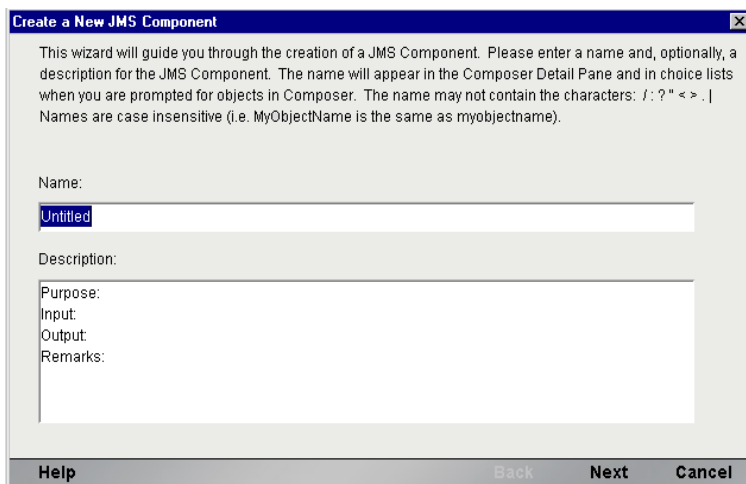 Create a New JMS Component
This wizard will guide you through the creation of a JMS Component. Please enter a name and, optionally, a
description for the JMS Component. The name will appear in the Composer Detail Pane and in choice lists
when you are prompted for objects in Composer. The name may not contain the characters: / : ? " < > . |
Names are case insensitive (i.e. MyObjectName is the same as myobjectname).
Name:
Untitled
Description:
Purpose:
Input:
Output:
Remarks:
Help Back Next Cancel